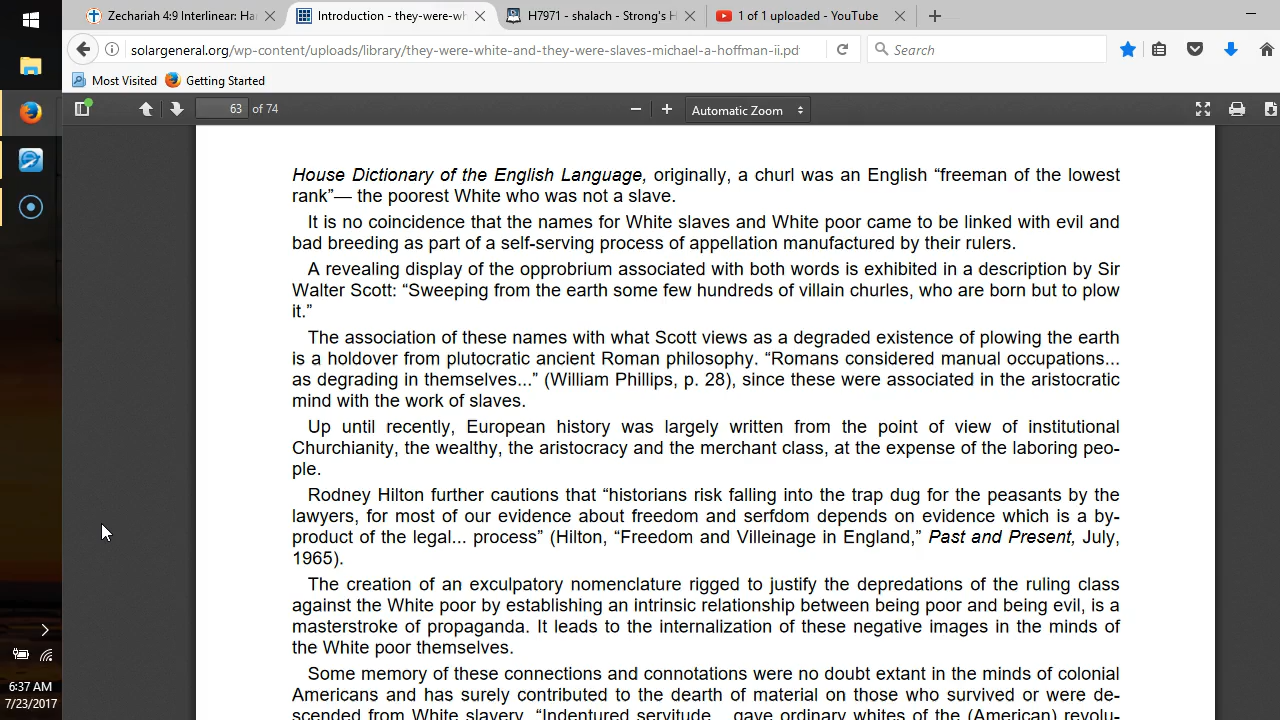 Zechariah 4:9 Interlinear: Ha
Introduction - they-were-wh
H7971 - shalach - Strong's H
1 of 1 uploaded - YouTube
solargeneral.org/wp-content/uploads/library/they-were-white-and-they-were-slaves-michael-a-hoffman-ii.pd
Search
Most Visited
Getting Started
63 of 74
Automatic Zoom
House Dictionary of the English Language, originally, a churl was an English “freeman of the lowest
rank”— the poorest White who was not a slave.
It is no coincidence that the names for White slaves and White poor came to be linked with evil and
bad breeding as part of a self-serving process of appellation manufactured by their rulers.
A revealing display of the opprobrium associated with both words is exhibited in a description by Sir
Walter Scott: “Sweeping from the earth some few hundreds of villain churles, who are born but to plow
it.”
The association of these names with what Scott views as a degraded existence of plowing the earth
is a holdover from plutocratic ancient Roman philosophy. “Romans considered manual occupations...
as degrading in themselves...” (William Phillips, p. 28), since these were associated in the aristocratic
mind with the work of slaves.
Up until recently, European history was largely written from the point of view of institutional
Churchianity, the wealthy, the aristocracy and the merchant class, at the expense of the laboring peo-
ple.
Rodney Hilton further cautions that “historians risk falling into the trap dug for the peasants by the
lawyers, for most of our evidence about freedom and serfdom depends on evidence which is a by-
product of the legal... process” (Hilton, “Freedom and Villeinage in England,” Past and Present, July,
1965).
The creation of an exculpatory nomenclature rigged to justify the depredations of the ruling class
against the White poor by establishing an intrinsic relationship between being poor and being evil, is a
masterstroke of propaganda. It leads to the internalization of these negative images in the minds of
the White poor themselves.
Some memory of these connections and connotations were no doubt extant in the minds of colonial
Americans and has surely contributed to the dearth of material on those who survived or were de-
scended from White slavery. “Indentured servitude... gave ordinary whites of the (American) revolu-
6:37 AM
7/23/2017